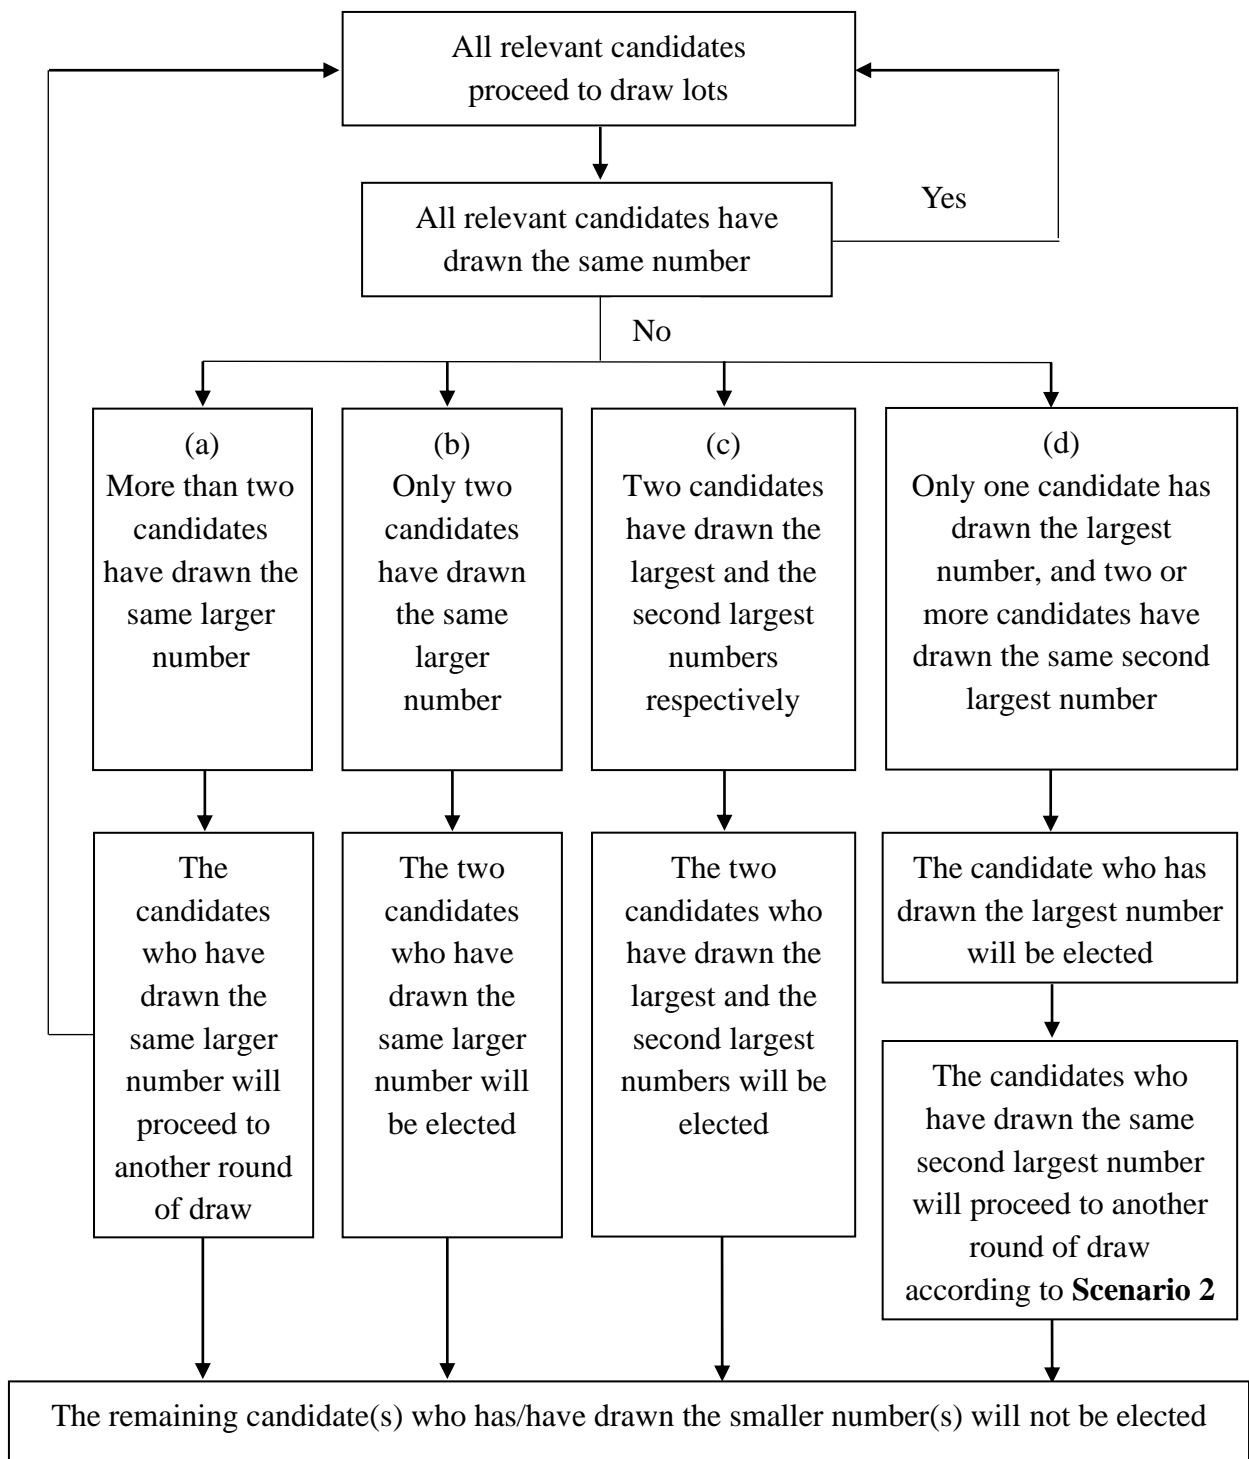 All relevant candidates
proceed to draw lots
Yes
All relevant candidates have
drawn the same number
No
(a)
More than two
candidates
have drawn the
same larger
number
(b)
Only two
candidates
have drawn
the same
larger
number
(c)
Two candidates
have drawn the
largest and the
second largest
numbers
respectively
(d)
Only one candidate has
drawn the largest
number, and two or
more candidates have
drawn the same second
largest number
The
candidates
who have
drawn the
same larger
number will
proceed to
another round
of draw
The two
candidates
who have
drawn the
same larger
number will
be elected
The two
candidates who
have drawn the
largest and the
second largest
numbers will be
elected
The candidate who has
drawn the largest number
will be elected
The candidates who
have drawn the same
second largest number
will proceed to another
round of draw
according to Scenario 2
The remaining candidate(s) who has/have drawn the smaller number(s) will not be elected